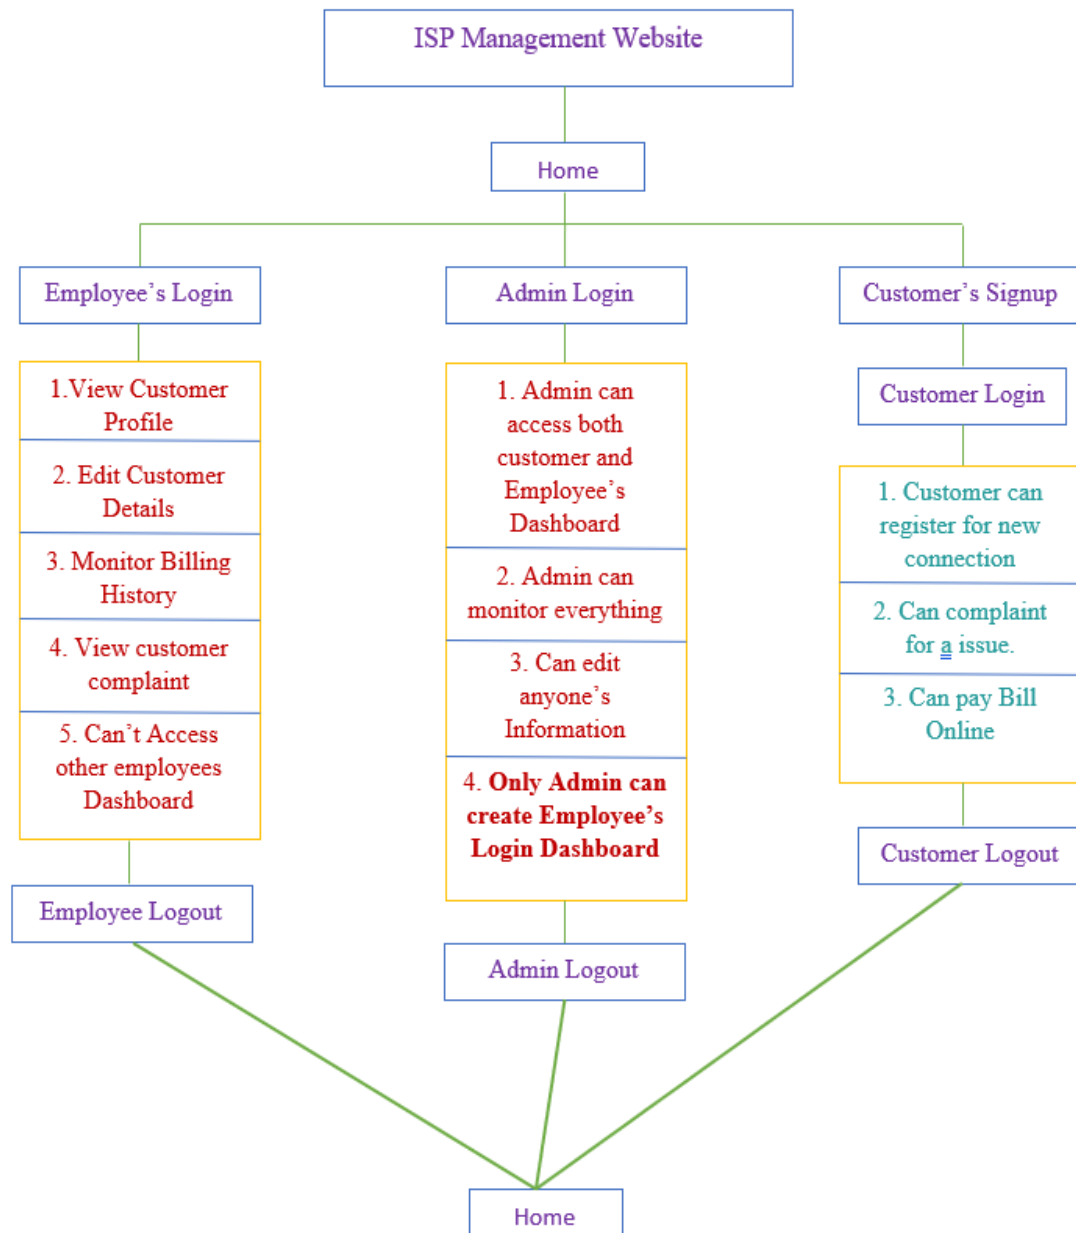 ISP Management Website
Home
Employee’s Login
Admin Login
Customer’s Signup
1.View Customer
Profile
2. Edit Customer
Details
3. Monitor Billing
History
4. View customer
complaint
5. Can’t Access
other employees
Dashboard
Employee Logout
1. Admin can
access both
customer and
Employee’s
Dashboard
2. Admin can
monitor everything
3. Can edit
anyone’s
Information
4. Only Admin can
create Employee’s
Login Dashboard
Admin Logout
Customer Login
1. Customer can
register for new
connection
2. Can complaint
for a issue.
3. Can pay Bill
Online
Customer Logout
Home